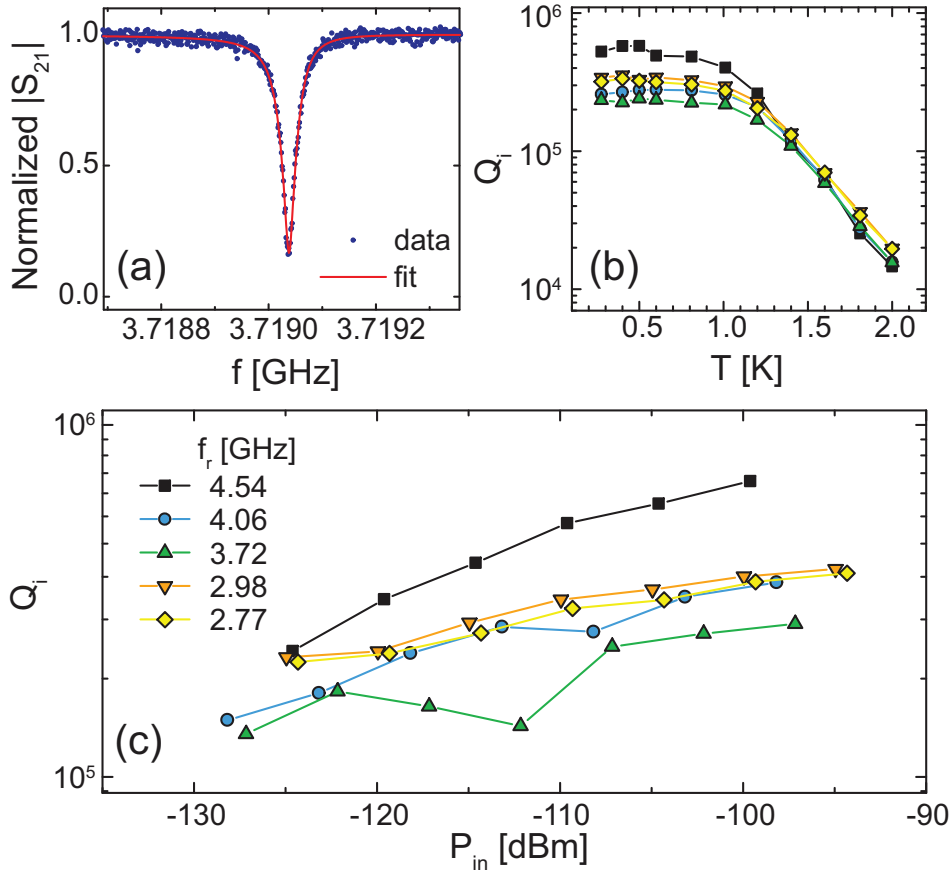 Normalized |S21|
1.0
0.5
0.0
(a)
data
fit
3.7188 3.7190 3.7192
f [GHz]
Qi
10^6
10^5
10^4
(b)
0.5 1.0 1.5 2.0
T [K]
Qi
10^6
10^5
fr [GHz]
4.54
4.06
3.72
2.98
2.77
(c)
-130 -120 -110 -100 -90
Pin [dBm]